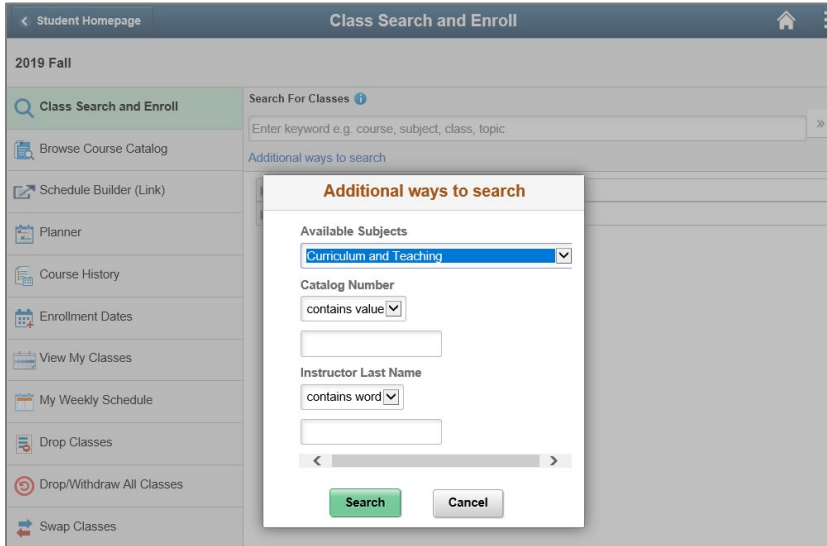 Student Homepage
Class Search and Enroll
2019 Fall
Class Search and Enroll
Browse Course Catalog
Schedule Builder (Link)
Planner
Course History
Enrollment Dates
View My Classes
My Weekly Schedule
Drop Classes
Drop/Withdraw All Classes
Swap Classes
Search For Classes
Enter keyword e.g. course, subject, class, topic
Additional ways to search
Additional ways to search
Available Subjects
Curriculum and Teaching
Catalog Number
contains value
Instructor Last Name
contains word
Search
Cancel